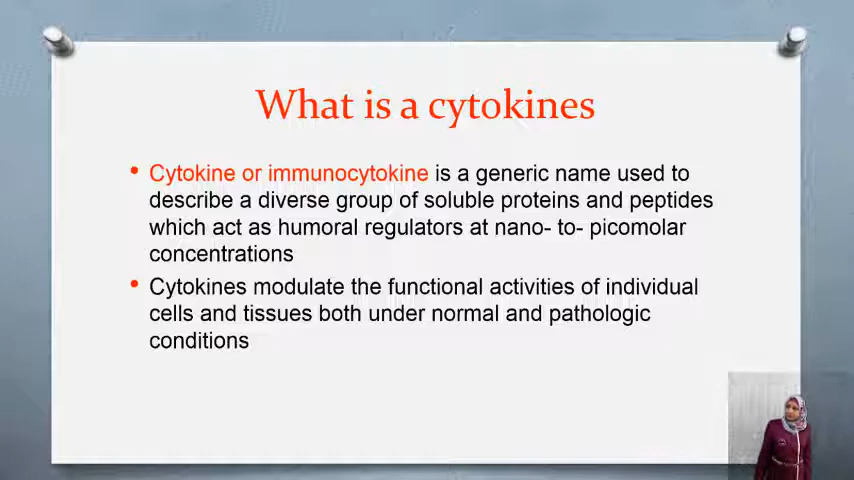 What is a cytokines
• Cytokine or immunocytokine is a generic name used to
describe a diverse group of soluble proteins and peptides
which act as humoral regulators at nano- to- picomolar
concentrations
• Cytokines modulate the functional activities of individual
cells and tissues both under normal and pathologic
conditions